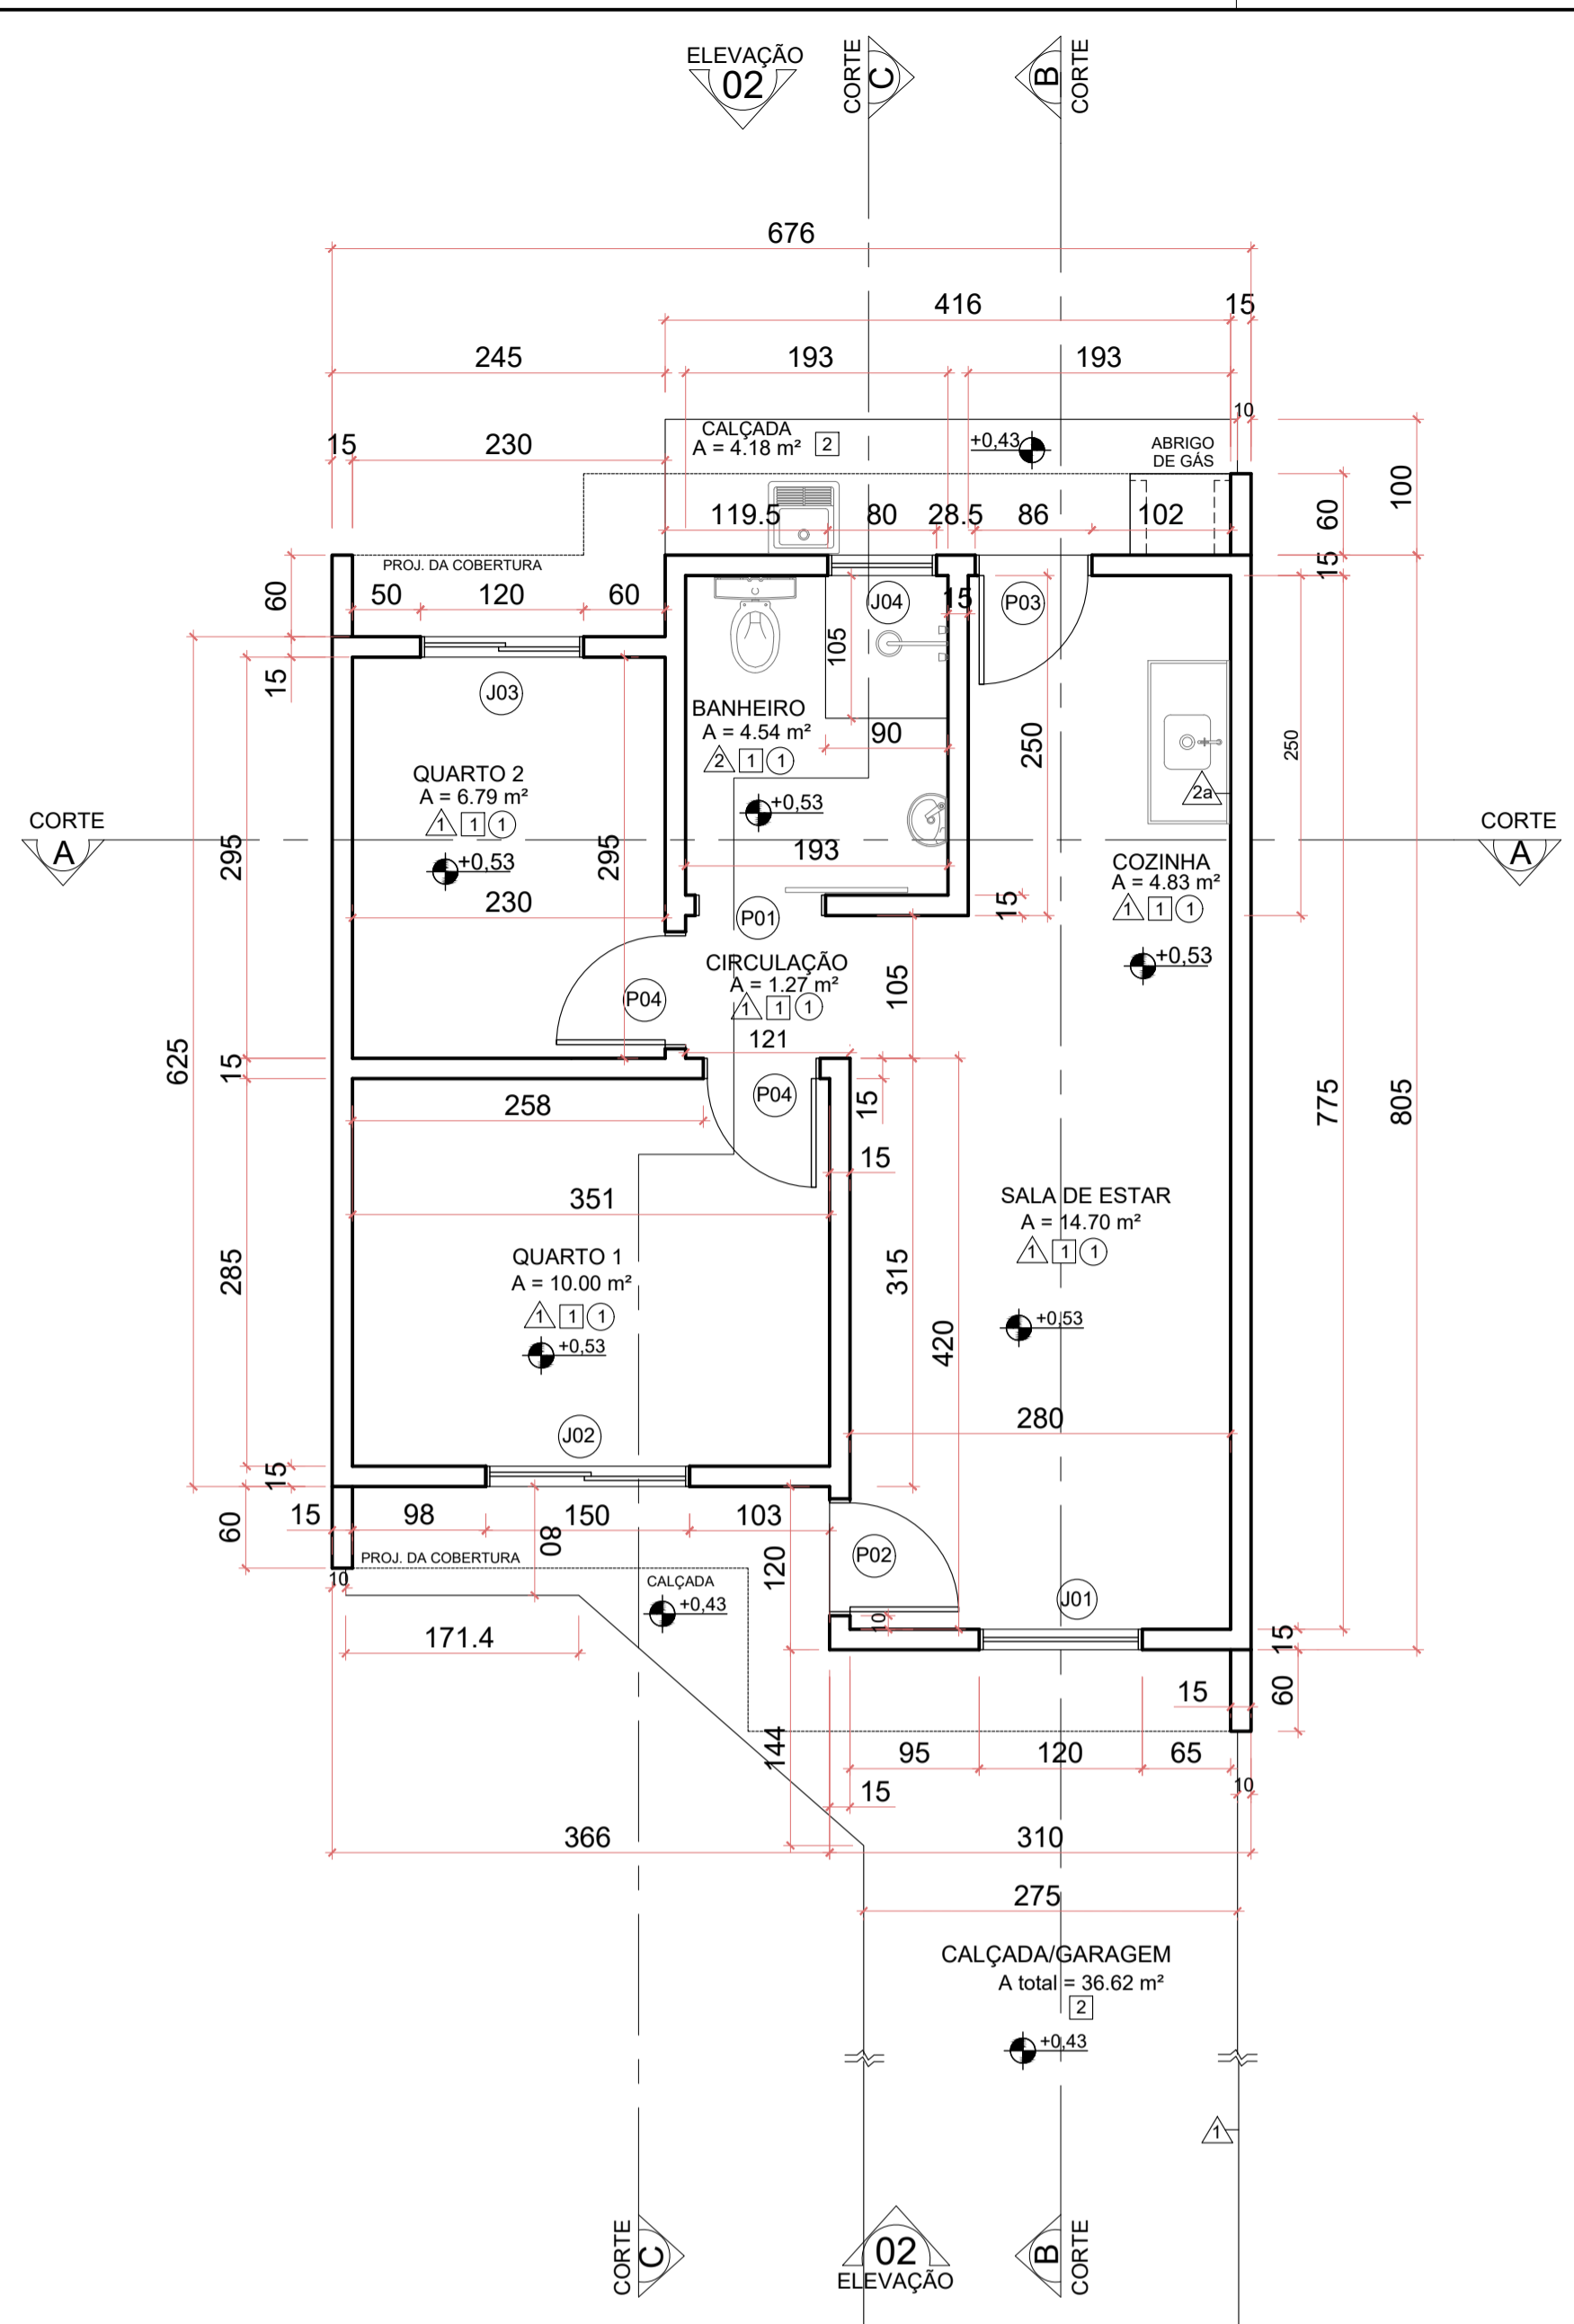 ELEVAÇÃO
02
CORTE
C
B
CORTE
676
416
15
245
193
193
10
15
230
CALÇADA
A = 4.18 m²
2
+0,43
ABRIGO
DE GÁS
100
60
119.5
80
28.5
86
102
15
PROJ. DA COBERTURA
60
50
120
60
J04
15
P03
105
15
J03
BANHEIRO
A = 4.54 m²
2
1
1
90
250
250
QUARTO 2
A = 6.79 m²
1
1
1
+0,53
2a
CORTE
A
CORTE
A
295
+0,53
295
193
COZINHA
A = 4.83 m²
1
1
1
230
P01
15
+0,53
CIRCULAÇÃO
A = 1.27 m²
1
1
1
P04
105
121
625
15
258
P04
15
775
805
15
351
SALA DE ESTAR
A = 14.70 m²
1
1
1
QUARTO 1
A = 10.00 m²
1
1
1
285
315
+0,53
+0,53
420
280
J02
15
60
15
98
150
103
80
PROJ. DA COBERTURA
10
120
P02
CALÇADA
+0,43
J01
10
171.4
15
15
60
144
95
120
65
15
10
366
310
275
CALÇADA/GARAGEM
A total = 36.62 m²
2
+0,43
1
CORTE
C
02
ELEVAÇÃO
B
CORTE